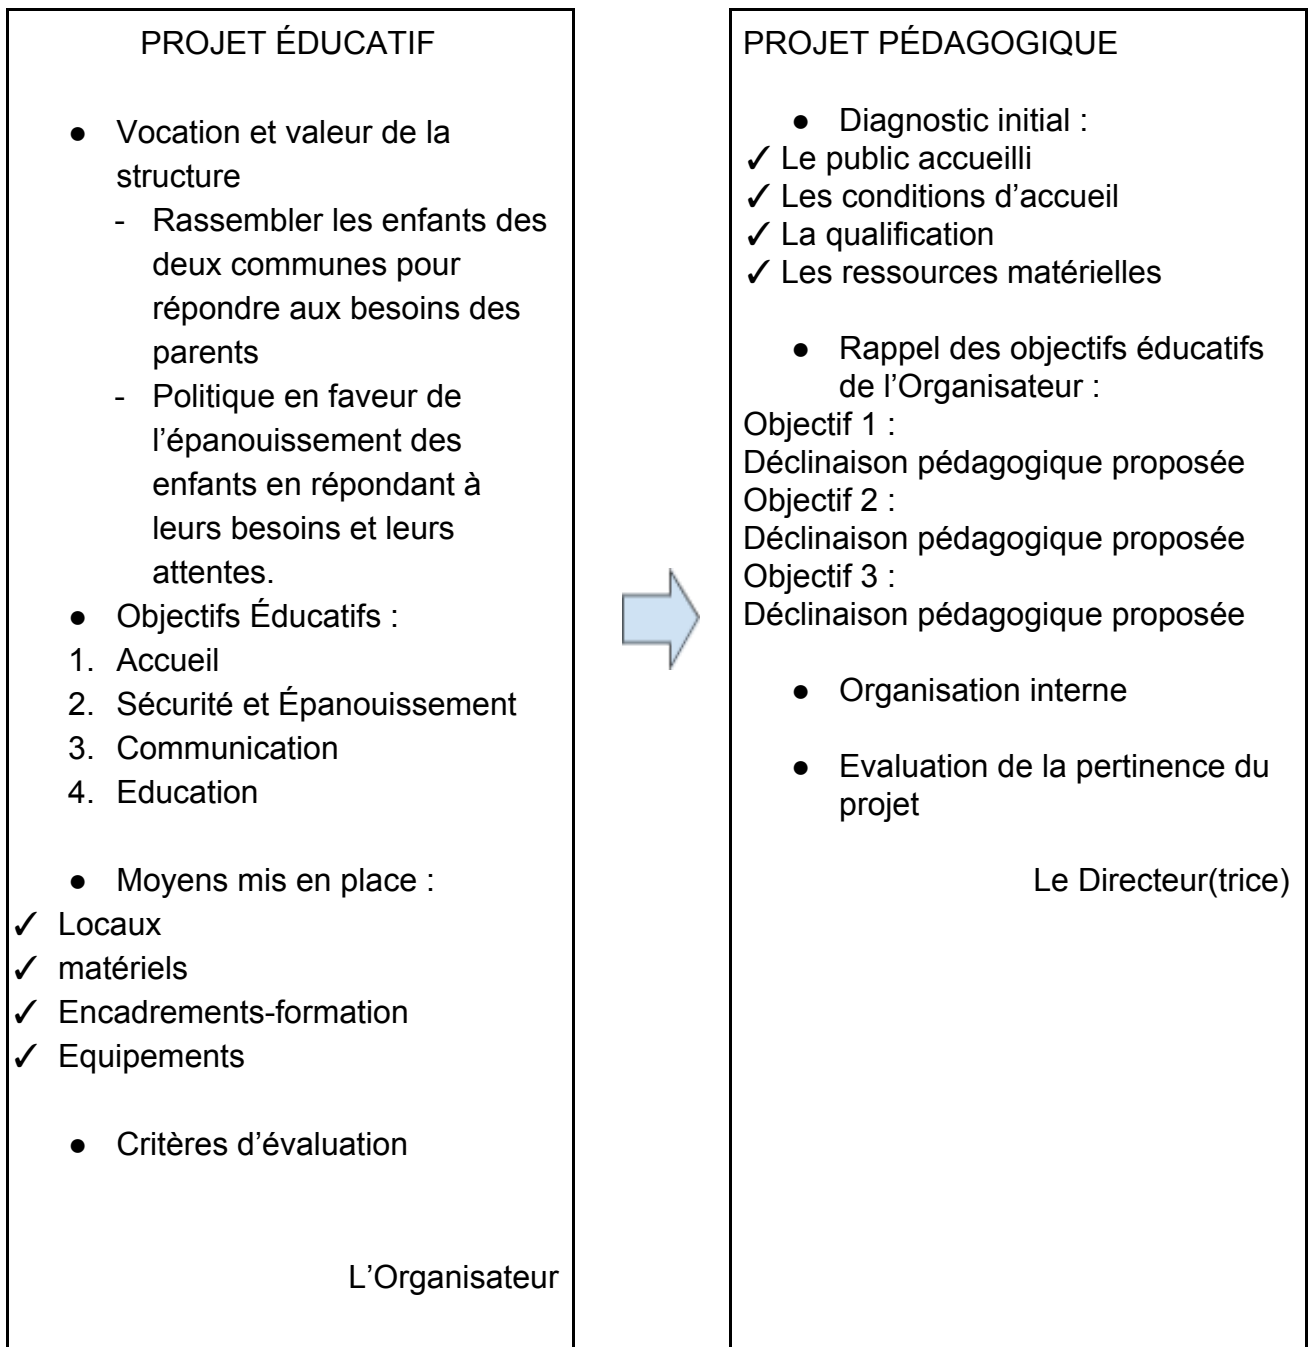 PROJET ÉDUCATIF
● Vocation et valeur de la
structure
- Rassembler les enfants des
deux communes pour
répondre aux besoins des
parents
- Politique en faveur de
l’épanouissement des
enfants en répondant à
leurs besoins et leurs
attentes.
● Objectifs Éducatifs :
1. Accueil
2. Sécurité et Épanouissement
3. Communication
4. Education
● Moyens mis en place :
✓ Locaux
✓ matériels
✓ Encadrements-formation
✓ Equipements
● Critères d’évaluation
L’Organisateur
PROJET PÉDAGOGIQUE
● Diagnostic initial :
✓ Le public accueilli
✓ Les conditions d’accueil
✓ La qualification
✓ Les ressources matérielles
● Rappel des objectifs éducatifs
de l’Organisateur :
Objectif 1 :
Déclinaison pédagogique proposée
Objectif 2 :
Déclinaison pédagogique proposée
Objectif 3 :
Déclinaison pédagogique proposée
● Organisation interne
● Evaluation de la pertinence du
projet
Le Directeur(trice)